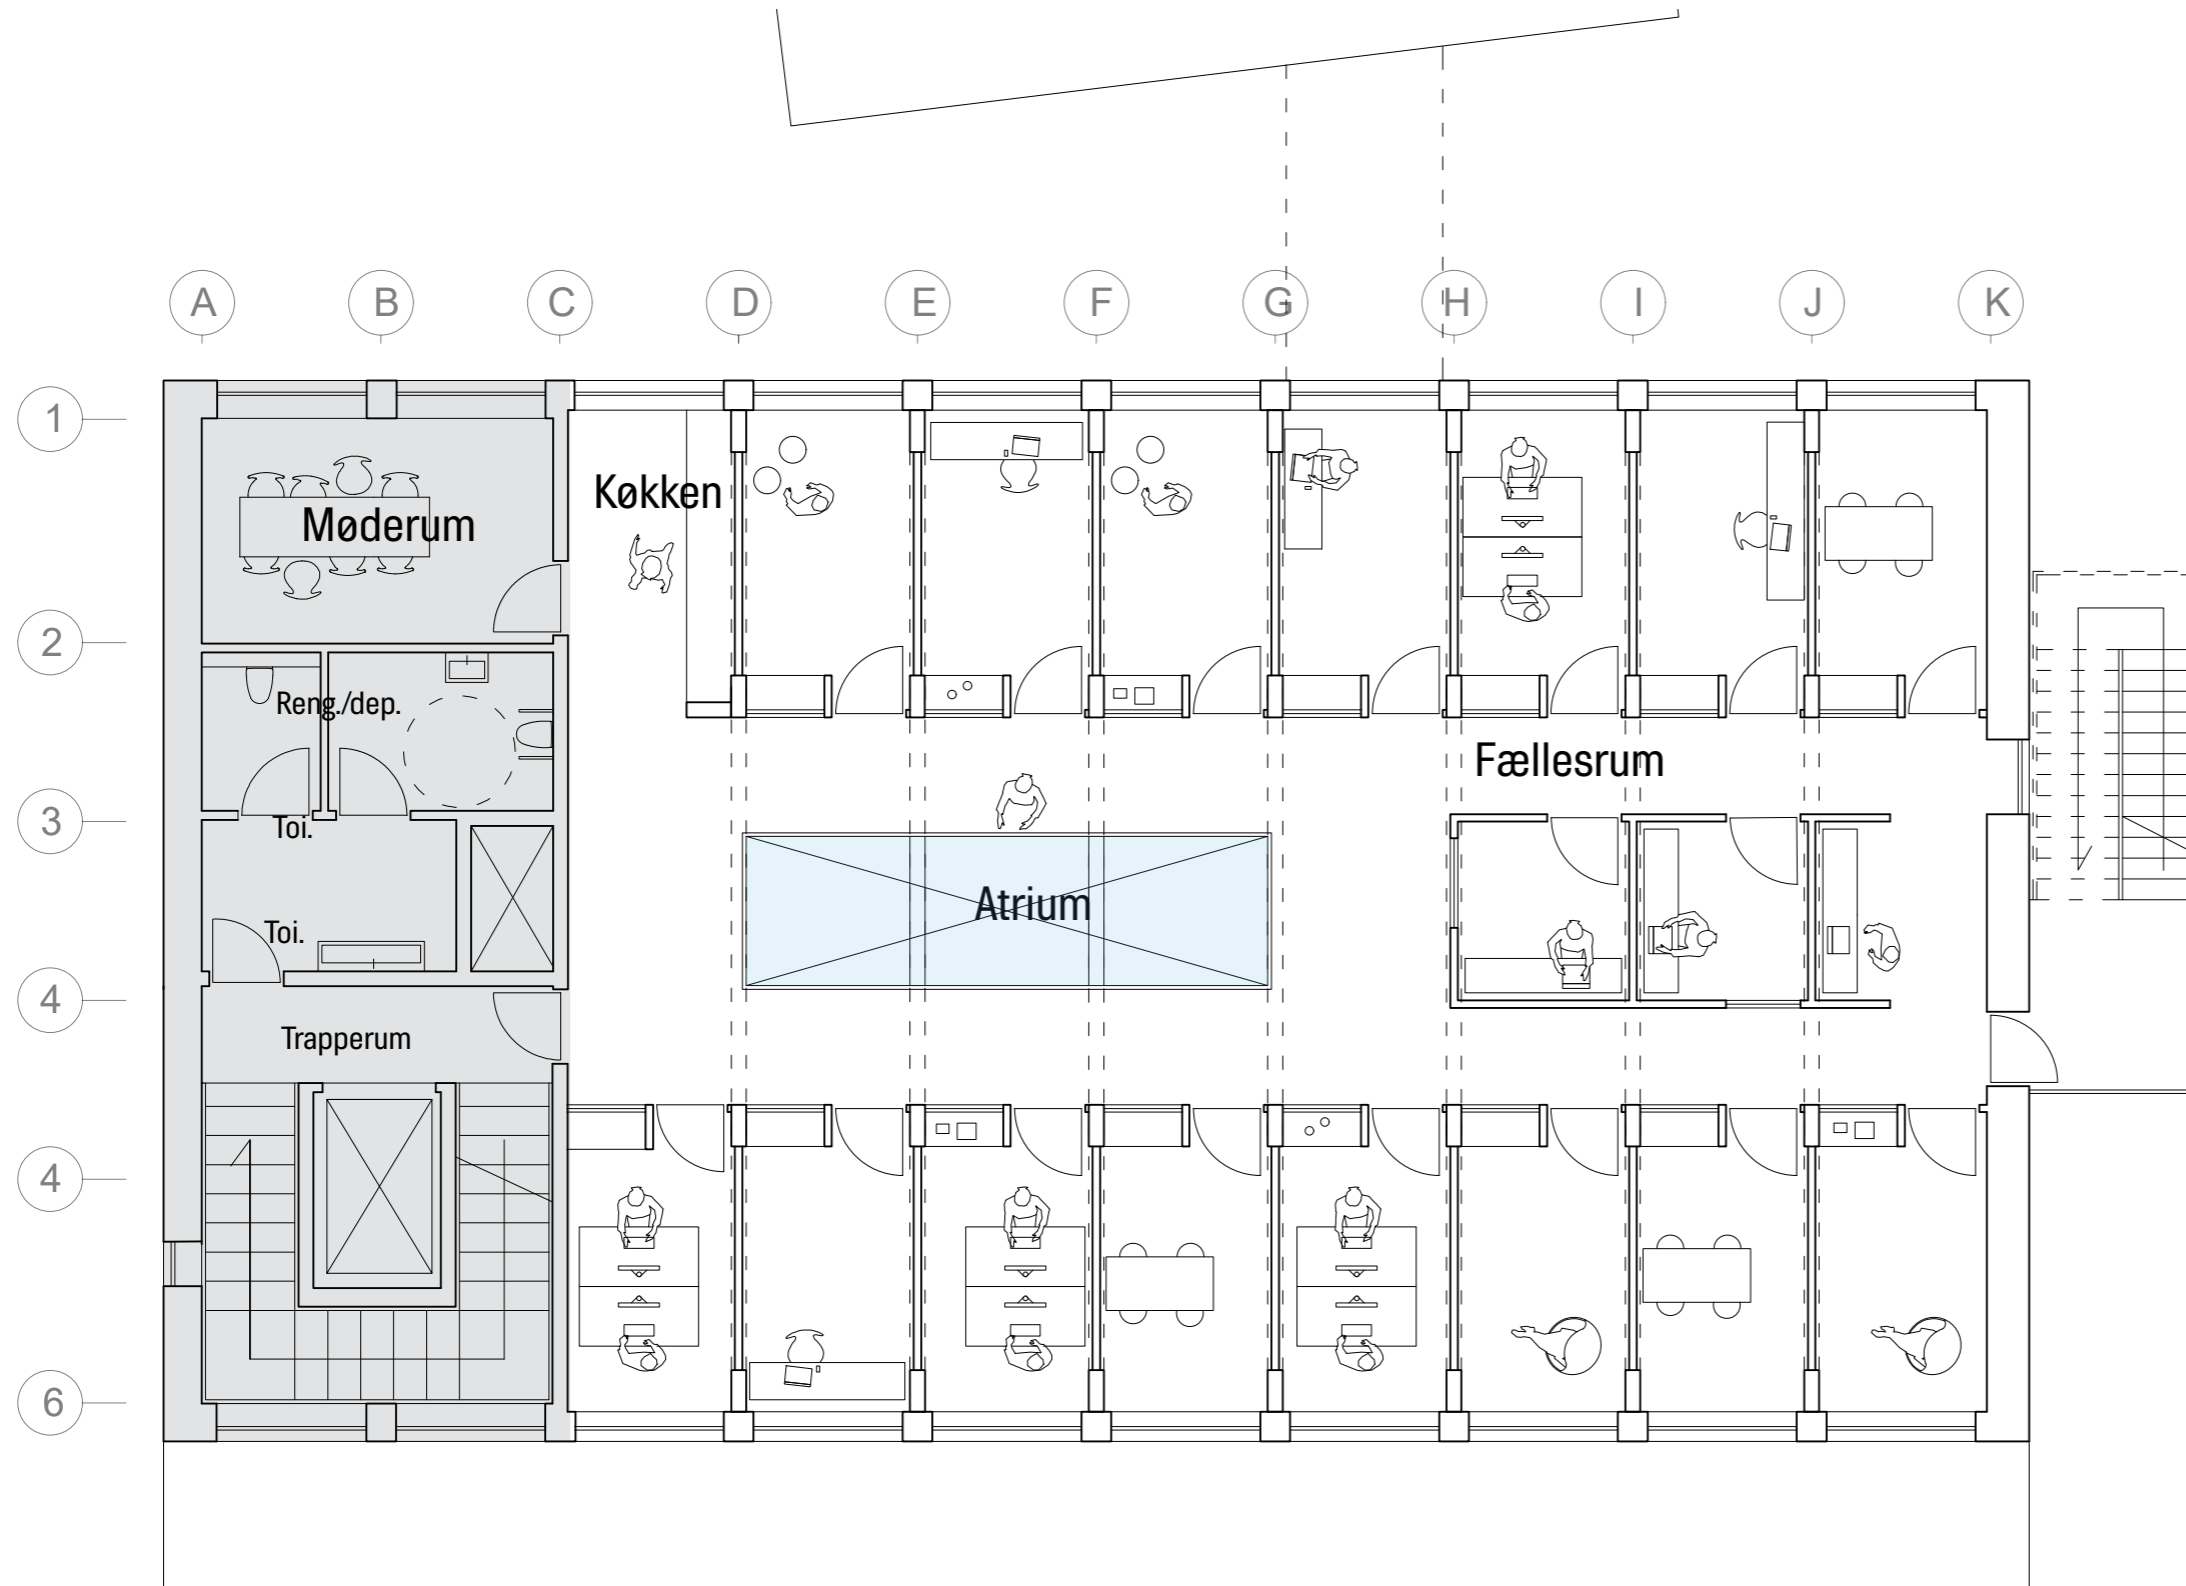 A B C D E F G H I J K
1
2
3
4
4
6
Køkken
Møderum
Reng./dep.
Fællesrum
Toi.
Atrium
Toi.
Trapperum